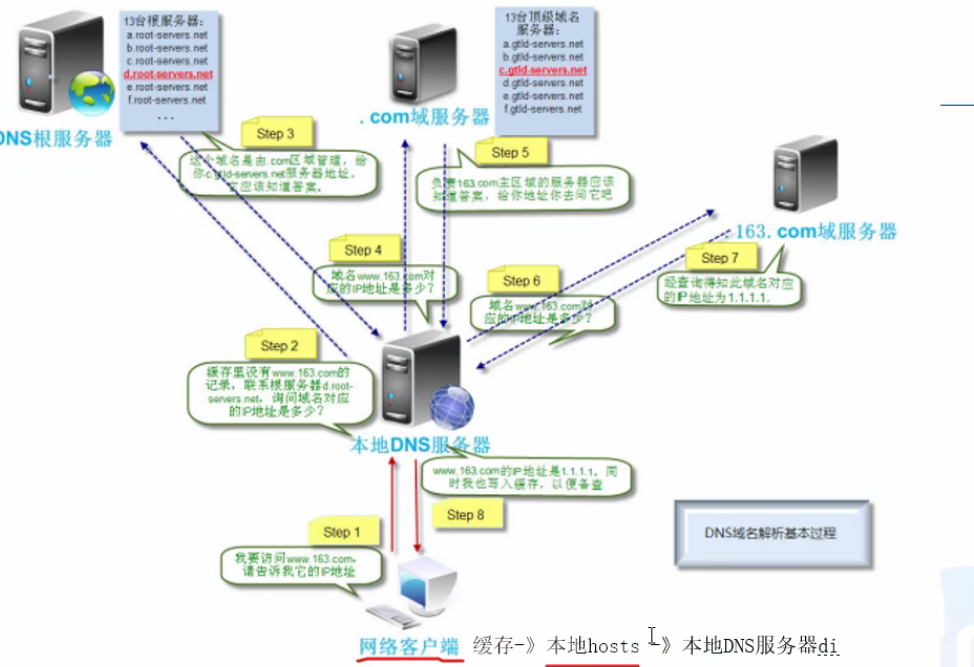 13台根服务器:
a.root-servers.net
b.root-servers.net
c.root-servers.net
d.root-servers.net
e.root-servers.net
f.root-servers.net
...
DNS根服务器
13台顶级域名
服务器:
a.gtld-servers.net
b.gtld-servers.net
c.gtld-servers.net
d.gtld-servers.net
e.gtld-servers.net
f.gtld-servers.net
.com域服务器
Step 3
这个域名是由.com区域管理，给
你c.gtld-servers.net服务器地址，
它应该知道答案。
Step 5
负责163.com主区域的服务器应该
知道答案，给你地址你去问它吧
163.com域服务器
Step 4
域名www.163.com对
应的IP地址是多少?
Step 6
域名www.163.com对
应的IP地址是多少?
Step 7
经查询得知此域名对应
的IP地址为1.1.1.1.
Step 2
缓存里没有www.163.com的
记录，联系根服务器d.root-
servers.net，询问域名对应
的IP地址是多少?
本地DNS服务器
www.163.com的IP地址是1.1.1.1，同
时我也写入缓存，以便备查
Step 8
Step 1
我要访问www.163.com，
请告诉我它的IP地址
DNS域名解析基本过程
网络客户端 缓存-》本地hosts -》本地DNS服务器di